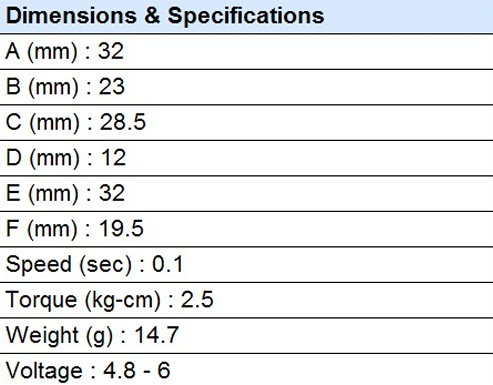 Dimensions & Specifications
A (mm) : 32
B (mm) : 23
C (mm) : 28.5
D (mm) : 12
E (mm) : 32
F (mm) : 19.5
Speed (sec) : 0.1
Torque (kg-cm) : 2.5
Weight (g) : 14.7
Voltage : 4.8 - 6